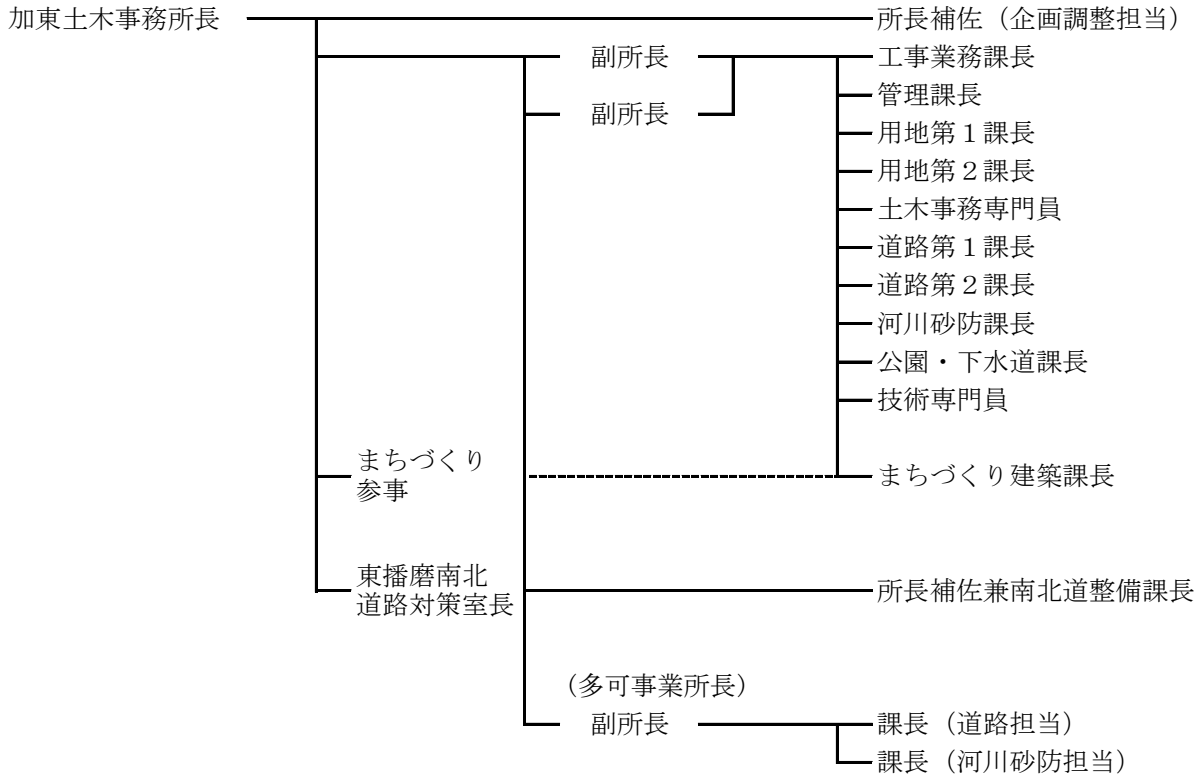 加東土木事務所長
所長補佐（企画調整担当）
副所長
工事業務課長
管理課長
副所長
用地第１課長
用地第２課長
土木事務専門員
道路第１課長
道路第２課長
河川砂防課長
公園・下水道課長
技術専門員
まちづくり
参事
まちづくり建築課長
東播磨南北
道路対策室長
所長補佐兼南北道整備課長
（多可事業所長）
副所長
課長（道路担当）
課長（河川砂防担当）